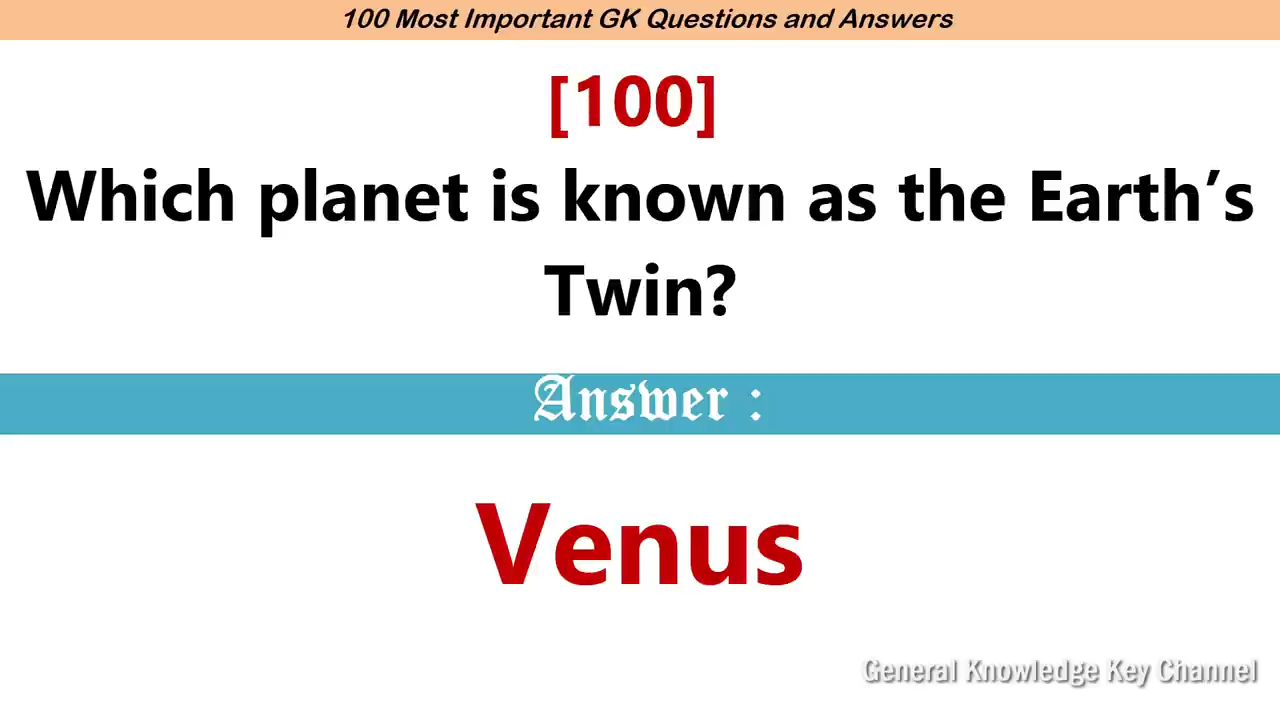 100 Most Important GK Questions and Answers
[100]
Which planet is known as the Earth’s
Twin?
Answer :
Venus
General Knowledge Key Channel